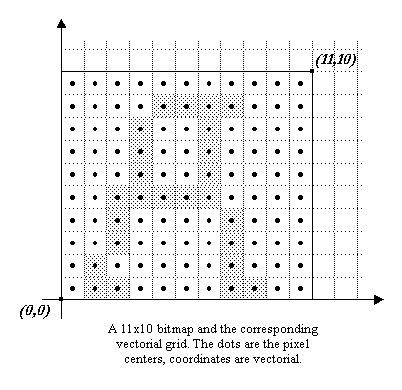 (11,10)
(0,0)
A 11x10 bitmap and the corresponding
vectorial grid. The dots are the pixel
centers, coordinates are vectorial.